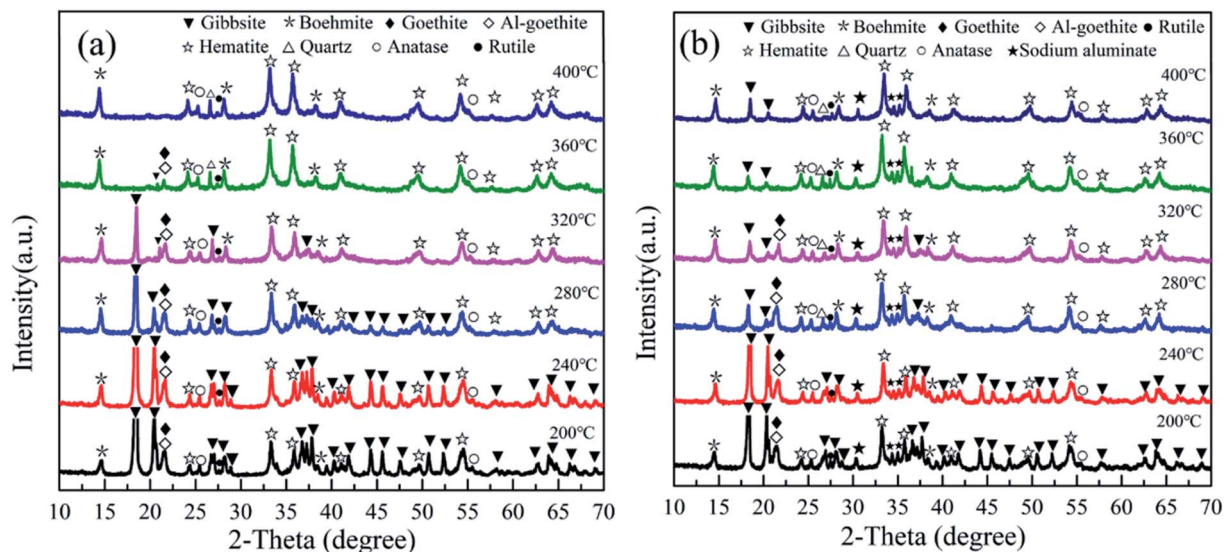 (a)
Gibbsite Boehmite Goethite Al-goethite
Hematite Quartz Anatase Rutile
400°C
360°C
320°C
280°C
240°C
200°C
Intensity(a.u.)
10 15 20 25 30 35 40 45 50 55 60 65 70
2-Theta (degree)
(b)
Gibbsite Boehmite Goethite Al-goethite Rutile
Hematite Quartz Anatase Sodium aluminate
400°C
360°C
320°C
280°C
240°C
200°C
Intensity(a.u.)
10 15 20 25 30 35 40 45 50 55 60 65 70
2-Theta (degree)